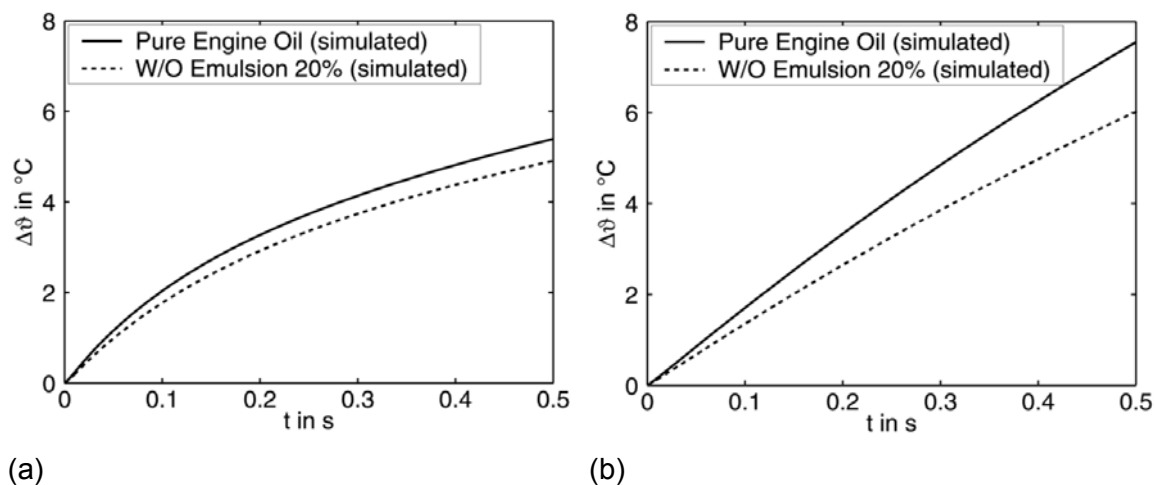 8
Pure Engine Oil (simulated)
W/O Emulsion 20% (simulated)
6
4
2
0
Δϑ in °C
0 0.1 0.2 0.3 0.4 0.5
t in s
(a)
8
Pure Engine Oil (simulated)
W/O Emulsion 20% (simulated)
6
4
2
0
Δϑ in °C
0 0.1 0.2 0.3 0.4 0.5
t in s
(b)